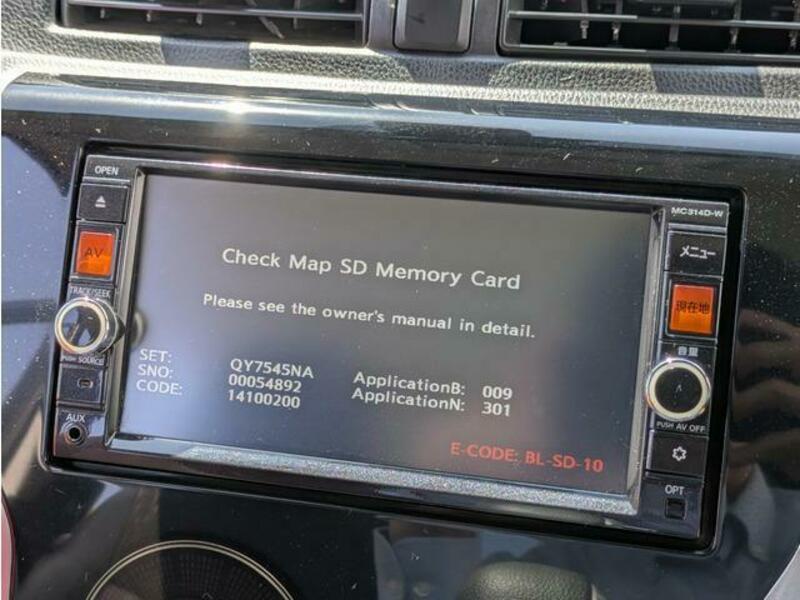 OPEN
AV
TRACK/SEEK
PUSH SOURCE
AUX
Check Map SD Memory Card
Please see the owner's manual in detail.
SET: QY7545NA
SNO: 00054892
CODE: 14100200
ApplicationB: 009
ApplicationN: 301
E-CODE: BL-SD-10
MC314D-W
メニュー
現在地
音量
PUSH AV OFF
OPT